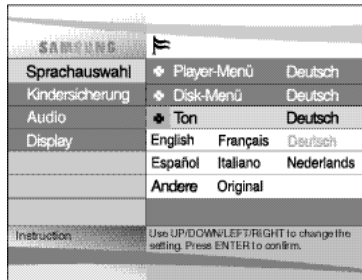 SAMSUNG
Sprachauswahl
Kindersicherung
Audio
Display
Player-Menü Deutsch
Disk-Menü Deutsch
Ton Deutsch
English Français Deutsch
Español Italiano Nederlands
Andere Original
Instruction
Use UP/DOWN/LEFT/RIGHT to change the
setting. Press ENTER to confirm.